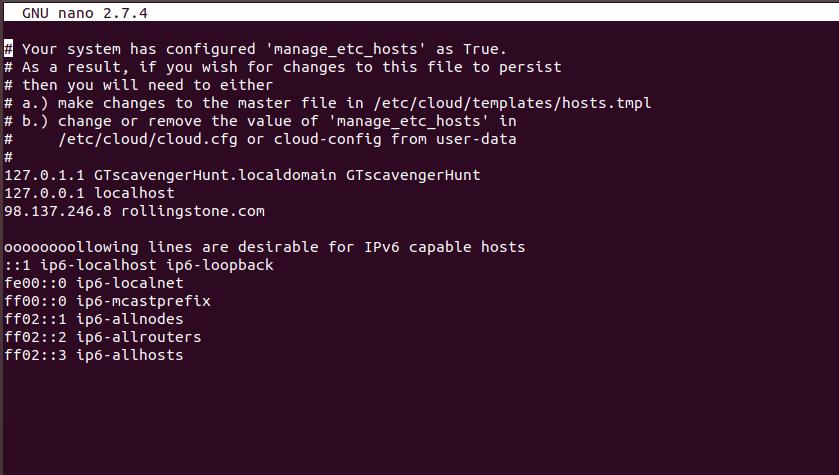 GNU nano 2.7.4
# Your system has configured 'manage_etc_hosts' as True.
# As a result, if you wish for changes to this file to persist
# then you will need to either
# a.) make changes to the master file in /etc/cloud/templates/hosts.tmpl
# b.) change or remove the value of 'manage_etc_hosts' in
#     /etc/cloud/cloud.cfg or cloud-config from user-data
#
127.0.1.1 GTscavengerHunt.localdomain GTscavengerHunt
127.0.0.1 localhost
98.137.246.8 rollingstone.com
ooooooooollowing lines are desirable for IPv6 capable hosts
::1 ip6-localhost ip6-loopback
fe00::0 ip6-localnet
ff00::0 ip6-mcastprefix
ff02::1 ip6-allnodes
ff02::2 ip6-allrouters
ff02::3 ip6-allhosts